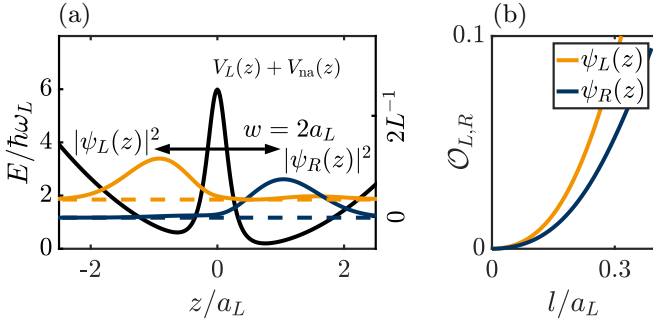 (a)
E/ħω_L
6
4
2
0
V_L(z) + V_na(z)
|ψ_L(z)|²
w = 2a_L
|ψ_R(z)|²
2L⁻¹
0
-2
0
2
z/a_L
(b)
O_{L,R}
0.1
0
ψ_L(z)
ψ_R(z)
0
0.3
l/a_L